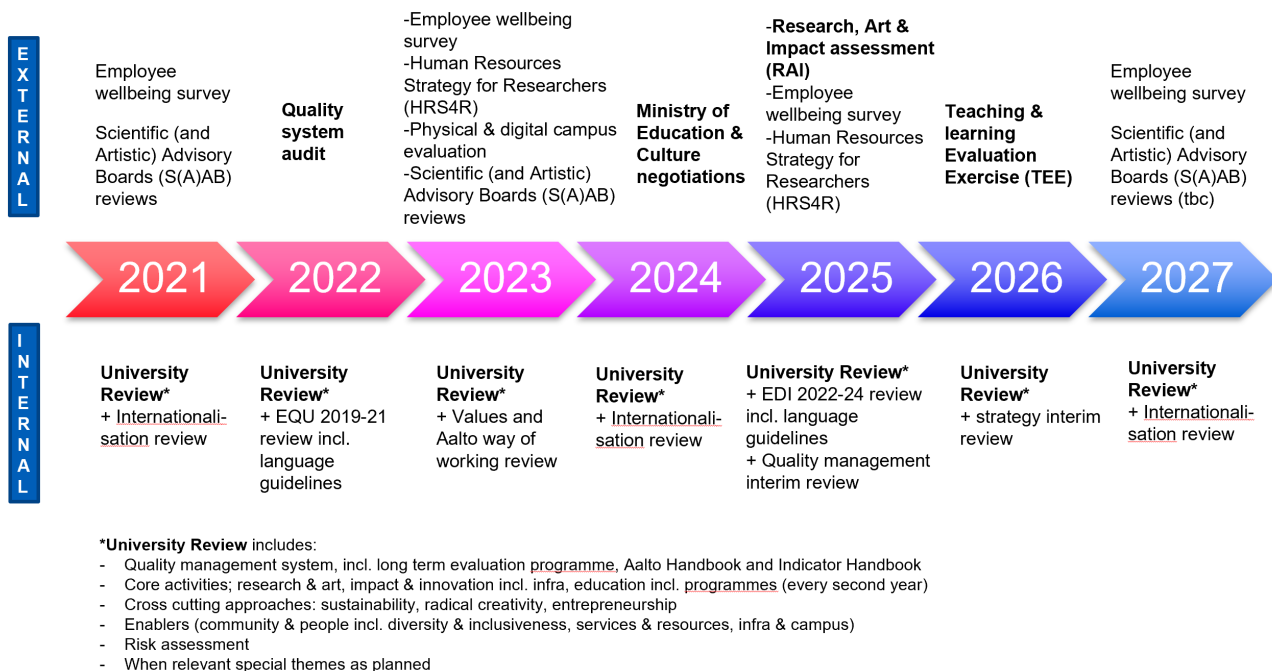 EXTERNAL
Employee
wellbeing survey
Scientific (and
Artistic) Advisory
Boards (S(A)AB)
reviews
Quality
system
audit
-Employee wellbeing
survey
-Human Resources
Strategy for Researchers
(HRS4R)
-Physical & digital campus
evaluation
-Scientific (and Artistic)
Advisory Boards (S(A)AB)
reviews
Ministry of
Education &
Culture
negotiations
-Research, Art &
Impact assessment
(RAI)
-Employee
wellbeing survey
-Human Resources
Strategy for
Researchers
(HRS4R)
Teaching &
learning
Evaluation
Exercise (TEE)
Employee
wellbeing survey
Scientific (and
Artistic) Advisory
Boards (S(A)AB)
reviews (tbc)
2021
2022
2023
2024
2025
2026
2027
INTERNAL
University
Review*
+ Internationali-
sation review
University
Review*
+ EQU 2019-21
review incl.
language
guidelines
University
Review*
+ Values and
Aalto way of
working review
University
Review*
+ Internationali-
sation review
University Review*
+ EDI 2022-24 review
incl. language
guidelines
+ Quality management
interim review
University
Review*
+ strategy interim
review
University
Review*
+ Internationali-
sation review
*University Review includes:
- Quality management system, incl. long term evaluation programme, Aalto Handbook and Indicator Handbook
- Core activities; research & art, impact & innovation incl. infra, education incl. programmes (every second year)
- Cross cutting approaches: sustainability, radical creativity, entrepreneurship
- Enablers (community & people incl. diversity & inclusiveness, services & resources, infra & campus)
- Risk assessment
- When relevant special themes as planned